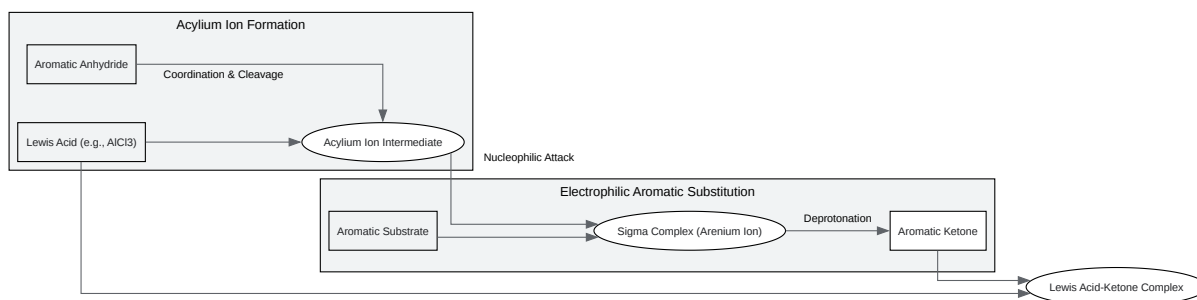 Acylium Ion Formation
Aromatic Anhydride
Coordination & Cleavage
Lewis Acid (e.g., AlCl3)
Acylium Ion Intermediate
Nucleophilic Attack
Electrophilic Aromatic Substitution
Aromatic Substrate
Sigma Complex (Arenium Ion)
Deprotonation
Aromatic Ketone
Lewis Acid-Ketone Complex